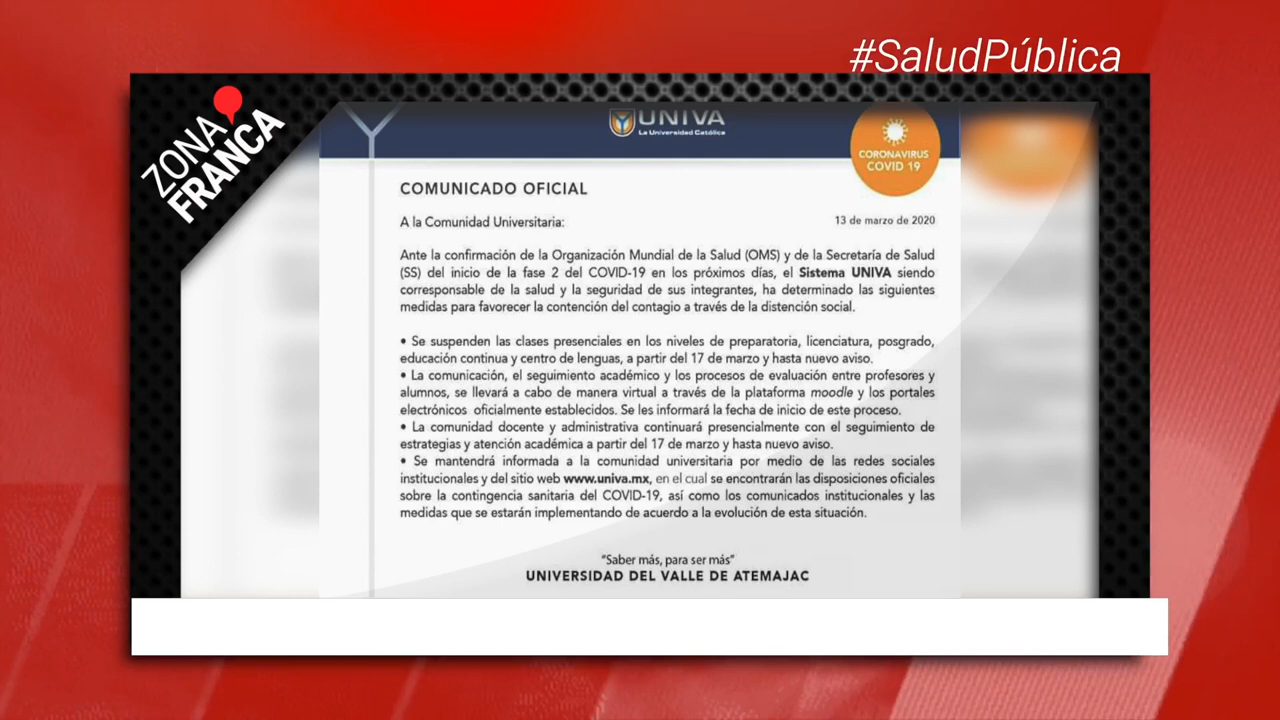 #SaludPública
ZONA
FRANCA
UNIVA
La Universidad Católica
CORONAVIRUS
COVID 19
COMUNICADO OFICIAL
A la Comunidad Universitaria:
13 de marzo de 2020
Ante la confirmación de la Organización Mundial de la Salud (OMS) y de la Secretaría de Salud
(SS) del inicio de la fase 2 del COVID-19 en los próximos días, el Sistema UNIVA siendo
corresponsable de la salud y la seguridad de sus integrantes, ha determinado las siguientes
medidas para favorecer la contención del contagio a través de la distención social.
• Se suspenden las clases presenciales en los niveles de preparatoria, licenciatura, posgrado,
educación continua y centro de lenguas, a partir del 17 de marzo y hasta nuevo aviso.
• La comunicación, el seguimiento académico y los procesos de evaluación entre profesores y
alumnos, se llevará a cabo de manera virtual a través de la plataforma moodle y los portales
electrónicos oficialmente establecidos. Se les informará la fecha de inicio de este proceso.
• La comunidad docente y administrativa continuará presencialmente con el seguimiento de
estrategias y atención académica a partir del 17 de marzo y hasta nuevo aviso.
• Se mantendrá informada a la comunidad universitaria por medio de las redes sociales
institucionales y del sitio web www.univa.mx, en el cual se encontrarán las disposiciones oficiales
sobre la contingencia sanitaria del COVID-19, así como los comunicados institucionales y las
medidas que se estarán implementando de acuerdo a la evolución de esta situación.
"Saber más, para ser más"
UNIVERSIDAD DEL VALLE DE ATEMAJAC